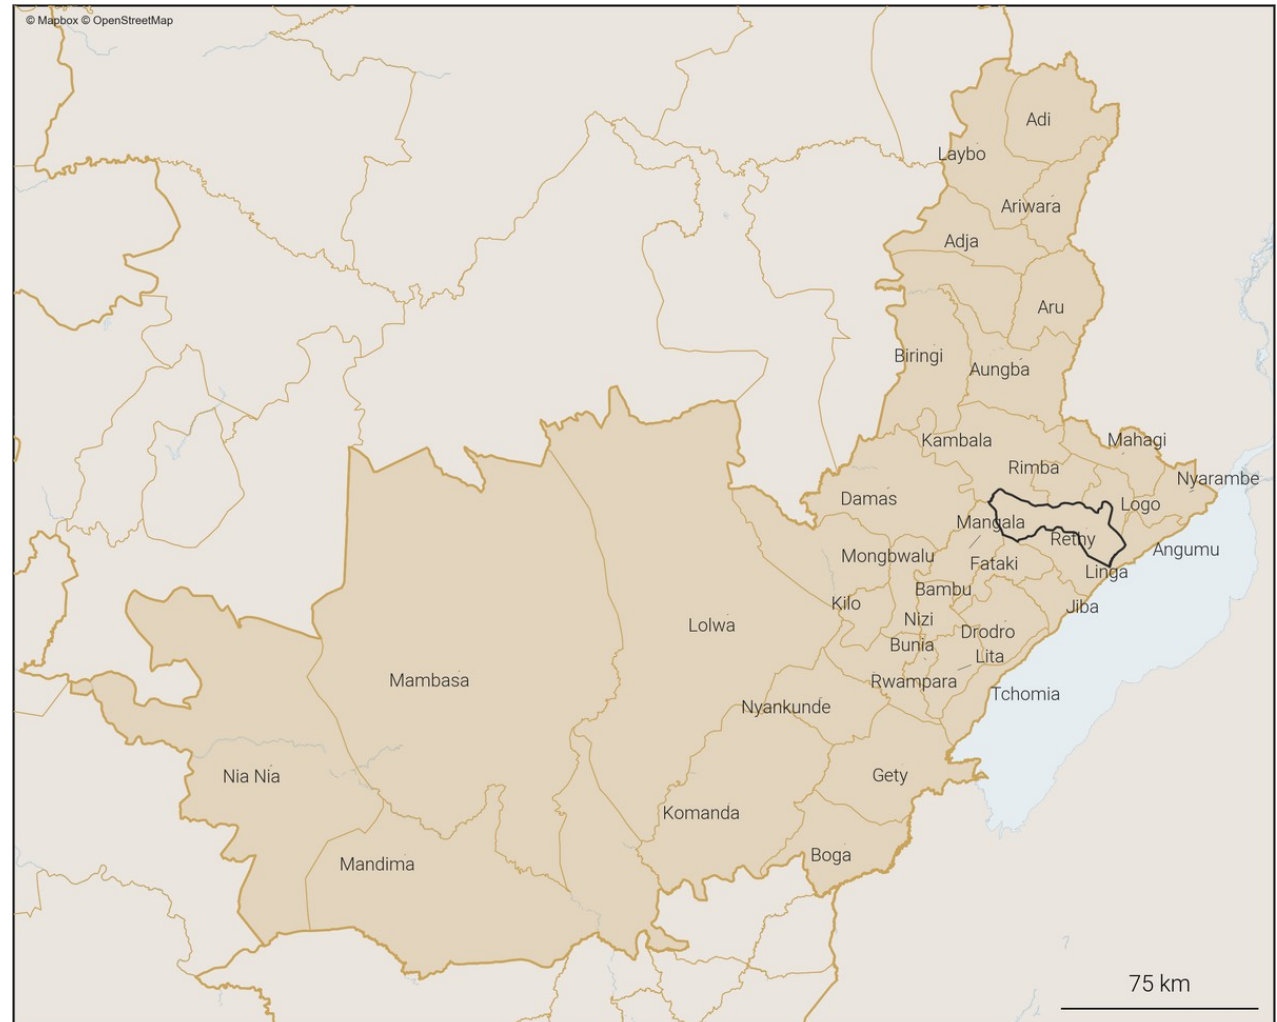 © Mapbox © OpenStreetMap
Adi
Laybo
Ariwara
Adja
Aru
Biringi
Aungba
Kambala
Mahagi
Rimba
Nyarambe
Damas
Logo
Mangala
Rethy
Angumu
Mongbwalu
Fataki
Linga
Bambu
Kilo
Jiba
Nizi
Lolwa
Drodro
Bunia
Lita
Mambasa
Rwampara
Tchomia
Nyankunde
Nia Nia
Gety
Komanda
Boga
Mandima
75 km